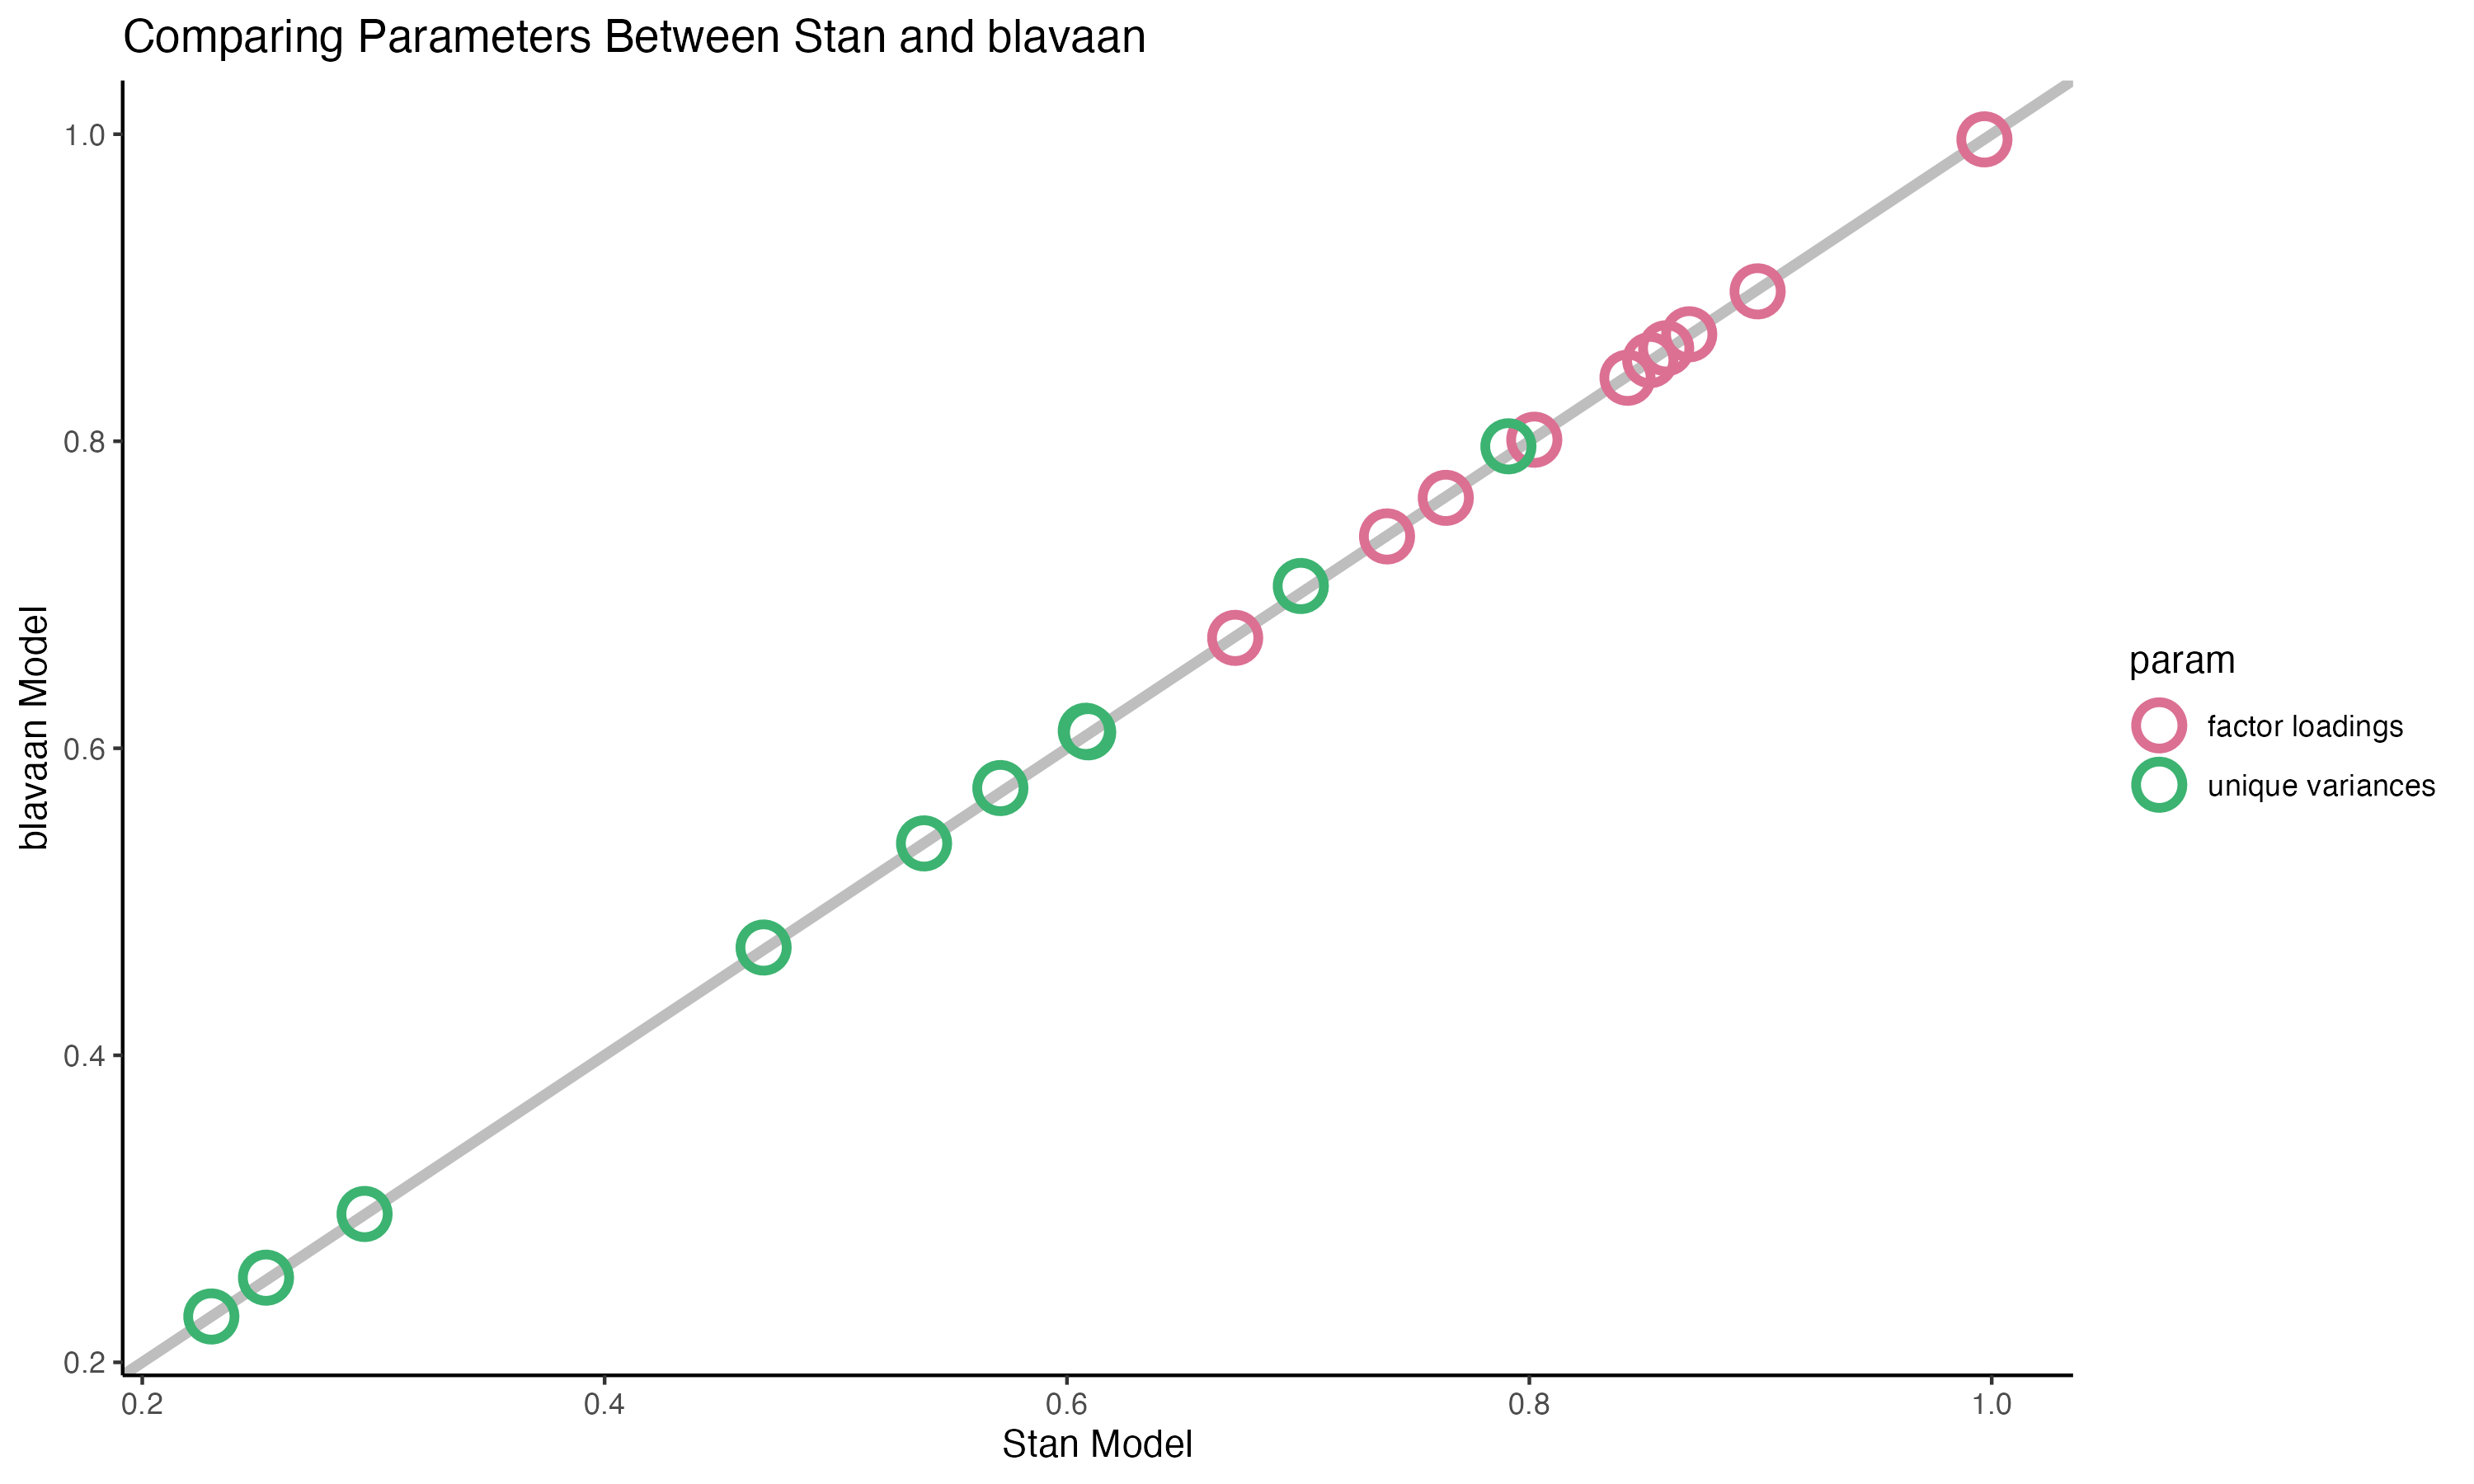 Comparing Parameters Between Stan and blavaan
1.0
0.8
0.6
0.4
0.2
blavaan Model
0.2 0.4 0.6 0.8 1.0
Stan Model
param
factor loadings
unique variances